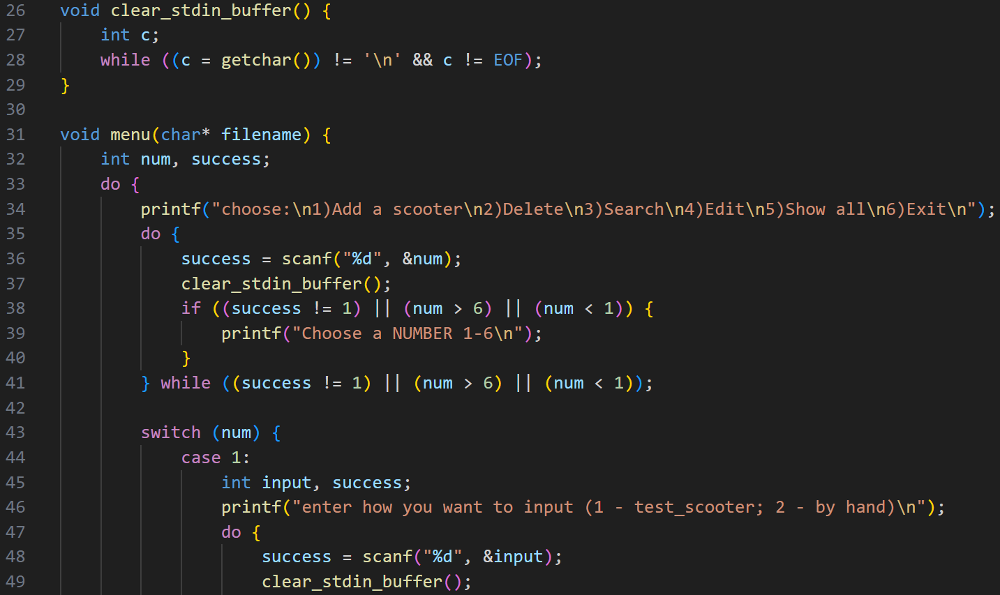 26 void clear_stdin_buffer() {
27     int c;
28     while ((c = getchar()) != '\n' && c != EOF);
29 }
30
31 void menu(char* filename) {
32     int num, success;
33     do {
34         printf("choose:\n1)Add a scooter\n2)Delete\n3)Search\n4)Edit\n5)Show all\n6)Exit\n");
35         do {
36             success = scanf("%d", &num);
37             clear_stdin_buffer();
38             if ((success != 1) || (num > 6) || (num < 1)) {
39                 printf("Choose a NUMBER 1-6\n");
40             }
41         } while ((success != 1) || (num > 6) || (num < 1));
42
43         switch (num) {
44             case 1:
45                 int input, success;
46                 printf("enter how you want to input (1 - test_scooter; 2 - by hand)\n");
47                 do {
48                     success = scanf("%d", &input);
49                     clear_stdin_buffer();